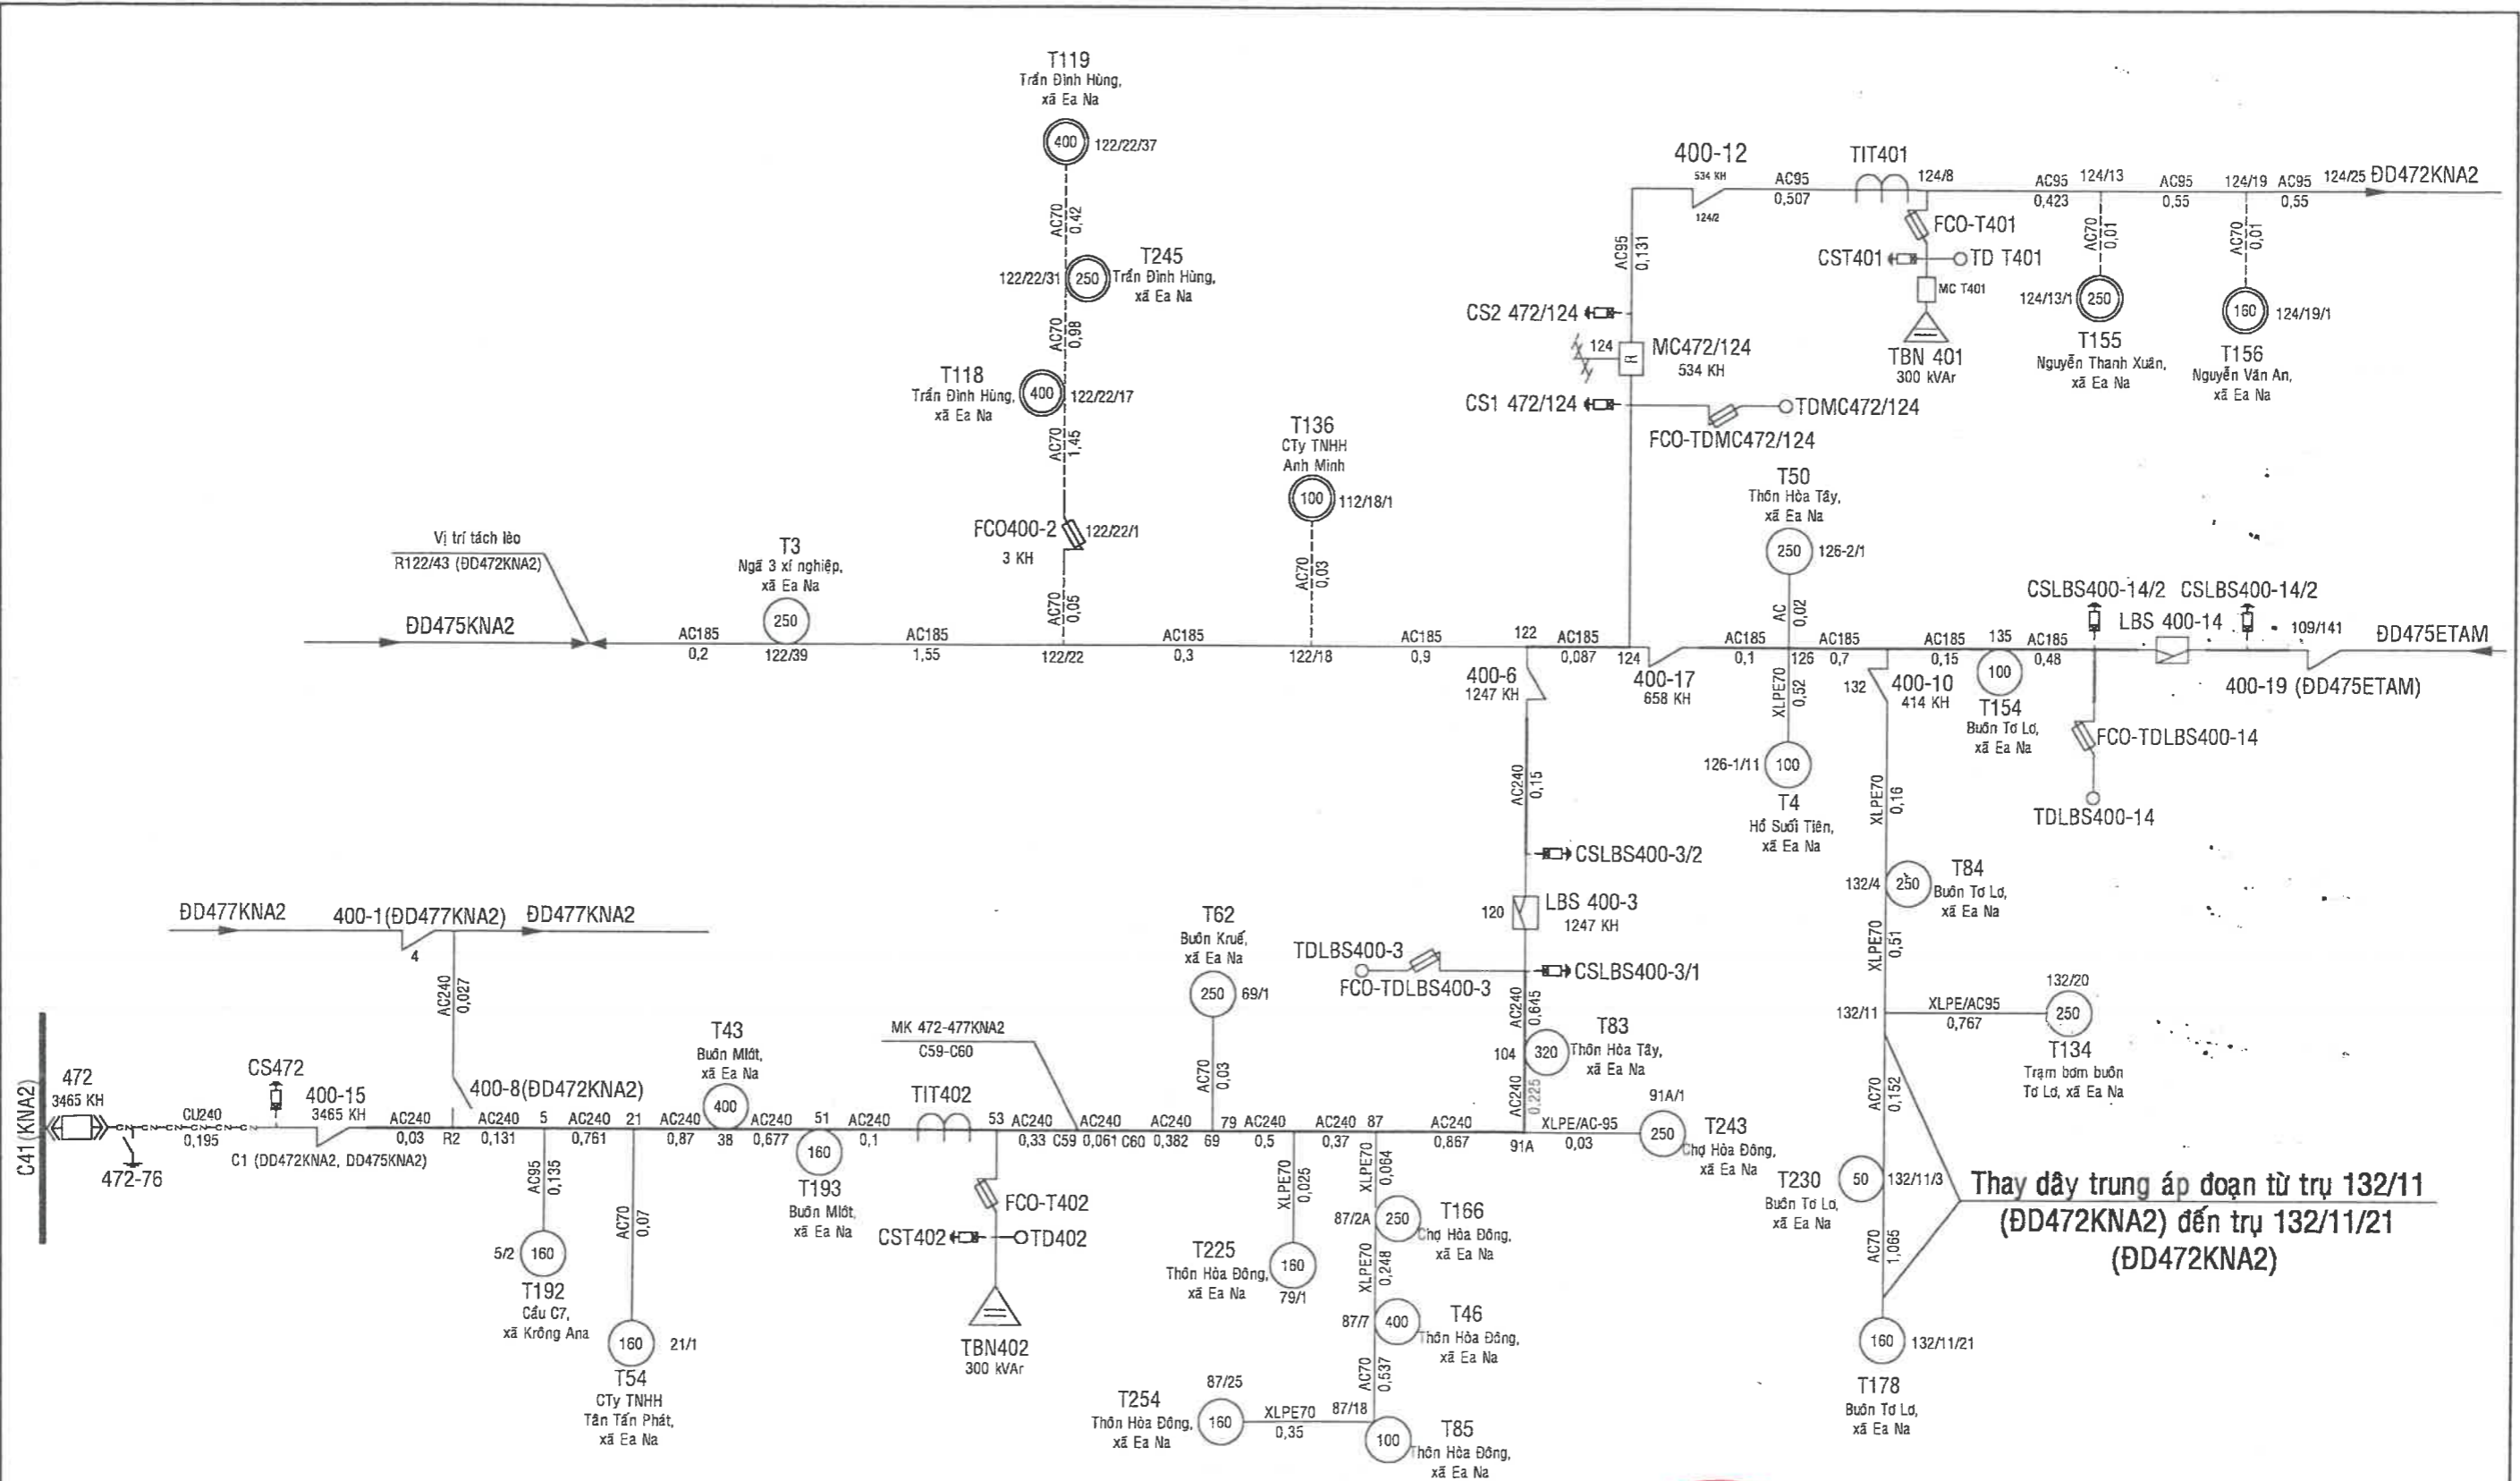 T119
Trần Đình Hùng,
xã Ea Na
400
122/22/37
AC70
0,42
122/22/31
250
T245
Trần Đình Hùng,
xã Ea Na
AC70
0,98
T118
Trần Đình Hùng,
xã Ea Na
400
122/22/17
AC70
1,45
FCO400-2
3 KH
122/22/1
AC70
0,05
T136
CTy TNHH
Anh Minh
100
112/18/1
AC70
0,03
400-12
534 KH
124/2
AC95
0,507
TIT401
124/8
AC95
0,423
124/13
AC95
0,55
124/19
AC95
0,55
124/25
ĐD472KNA2
AC95
0,131
FCO-T401
CST401
TD T401
MC T401
TBN 401
300 kVAr
AC70
0,01
124/13/1
250
T155
Nguyễn Thanh Xuân,
xã Ea Na
AC70
0,01
160
124/19/1
T156
Nguyễn Văn An,
xã Ea Na
CS2 472/124
124
R
MC472/124
534 KH
CS1 472/124
TDMC472/124
FCO-TDMC472/124
T50
Thôn Hòa Tây,
xã Ea Na
250
126-2/1
AC
0,02
Vị trí tách lèo
R122/43 (ĐD472KNA2)
ĐD475KNA2
T3
Ngã 3 xí nghiệp,
xã Ea Na
250
AC185
0,2
122/39
AC185
1,55
122/22
AC185
0,3
122/18
AC185
0,9
122
AC185
0,087
124
400-17
658 KH
AC185
0,1
126
AC185
0,7
AC185
0,15
135
AC185
0,48
CSLBS400-14/2
CSLBS400-14/2
LBS 400-14
109/141
ĐD475ETAM
400-19 (ĐD475ETAM)
400-6
1247 KH
XLPE70
0,52
132
400-10
414 KH
100
T154
Buôn Tơ Lơ,
xã Ea Na
FCO-TDLBS400-14
TDLBS400-14
126-1/11
100
T4
Hồ Suối Tiên,
xã Ea Na
AC240
0,15
XLPE70
0,16
CSLBS400-3/2
120
LBS 400-3
1247 KH
132/4
250
T84
Buôn Tơ Lơ,
xã Ea Na
TDLBS400-3
FCO-TDLBS400-3
CSLBS400-3/1
XLPE70
0,51
AC240
0,645
132/11
XLPE/AC95
0,767
132/20
250
T134
Trạm bơm buôn
Tơ Lơ, xã Ea Na
104
320
T83
Thôn Hòa Tây,
xã Ea Na
AC240
0,225
ĐD477KNA2
400-1(ĐD477KNA2)
4
ĐD477KNA2
AC240
0,027
400-8(ĐD472KNA2)
C41 (KNA2)
472
3465 KH
472-76
CU240
0,195
CS472
400-15
3465 KH
C1 (ĐD472KNA2, ĐD475KNA2)
AC240
0,03
R2
AC240
0,131
5
AC240
0,761
21
AC240
0,87
38
T43
Buôn Mlôt,
xã Ea Na
400
AC240
0,677
51
160
T193
Buôn Mlôt,
xã Ea Na
AC240
0,1
TIT402
53
AC240
0,33
C59
MK 472-477KNA2
C59-C60
AC240
0,061
C60
AC240
0,382
69
T62
Buôn Kruế,
xã Ea Na
250
69/1
AC70
0,03
79
AC240
0,5
AC240
0,37
87
AC240
0,867
91A
XLPE/AC-95
0,03
91A/1
250
T243
Chợ Hòa Đông,
xã Ea Na
AC95
0,135
5/2
160
T192
Cầu C7,
xã Krông Ana
AC70
0,07
160
21/1
T54
CTy TNHH
Tân Tấn Phát,
xã Ea Na
FCO-T402
CST402
TD402
TBN402
300 kVAr
XLPE70
0,025
T225
Thôn Hòa Đông,
xã Ea Na
160
79/1
XLPE70
0,064
87/2A
250
T166
Chợ Hòa Đông,
xã Ea Na
XLPE70
0,248
87/7
400
T46
Thôn Hòa Đông,
xã Ea Na
AC70
0,537
87/18
XLPE70
0,35
87/25
160
T254
Thôn Hòa Đông,
xã Ea Na
100
T85
Thôn Hòa Đông,
xã Ea Na
AC70
0,152
T230
Buôn Tơ Lơ,
xã Ea Na
50
132/11/3
AC70
1,065
160
132/11/21
T178
Buôn Tơ Lơ,
xã Ea Na
Thay dây trung áp đoạn từ trụ 132/11
(ĐD472KNA2) đến trụ 132/11/21
(ĐD472KNA2)